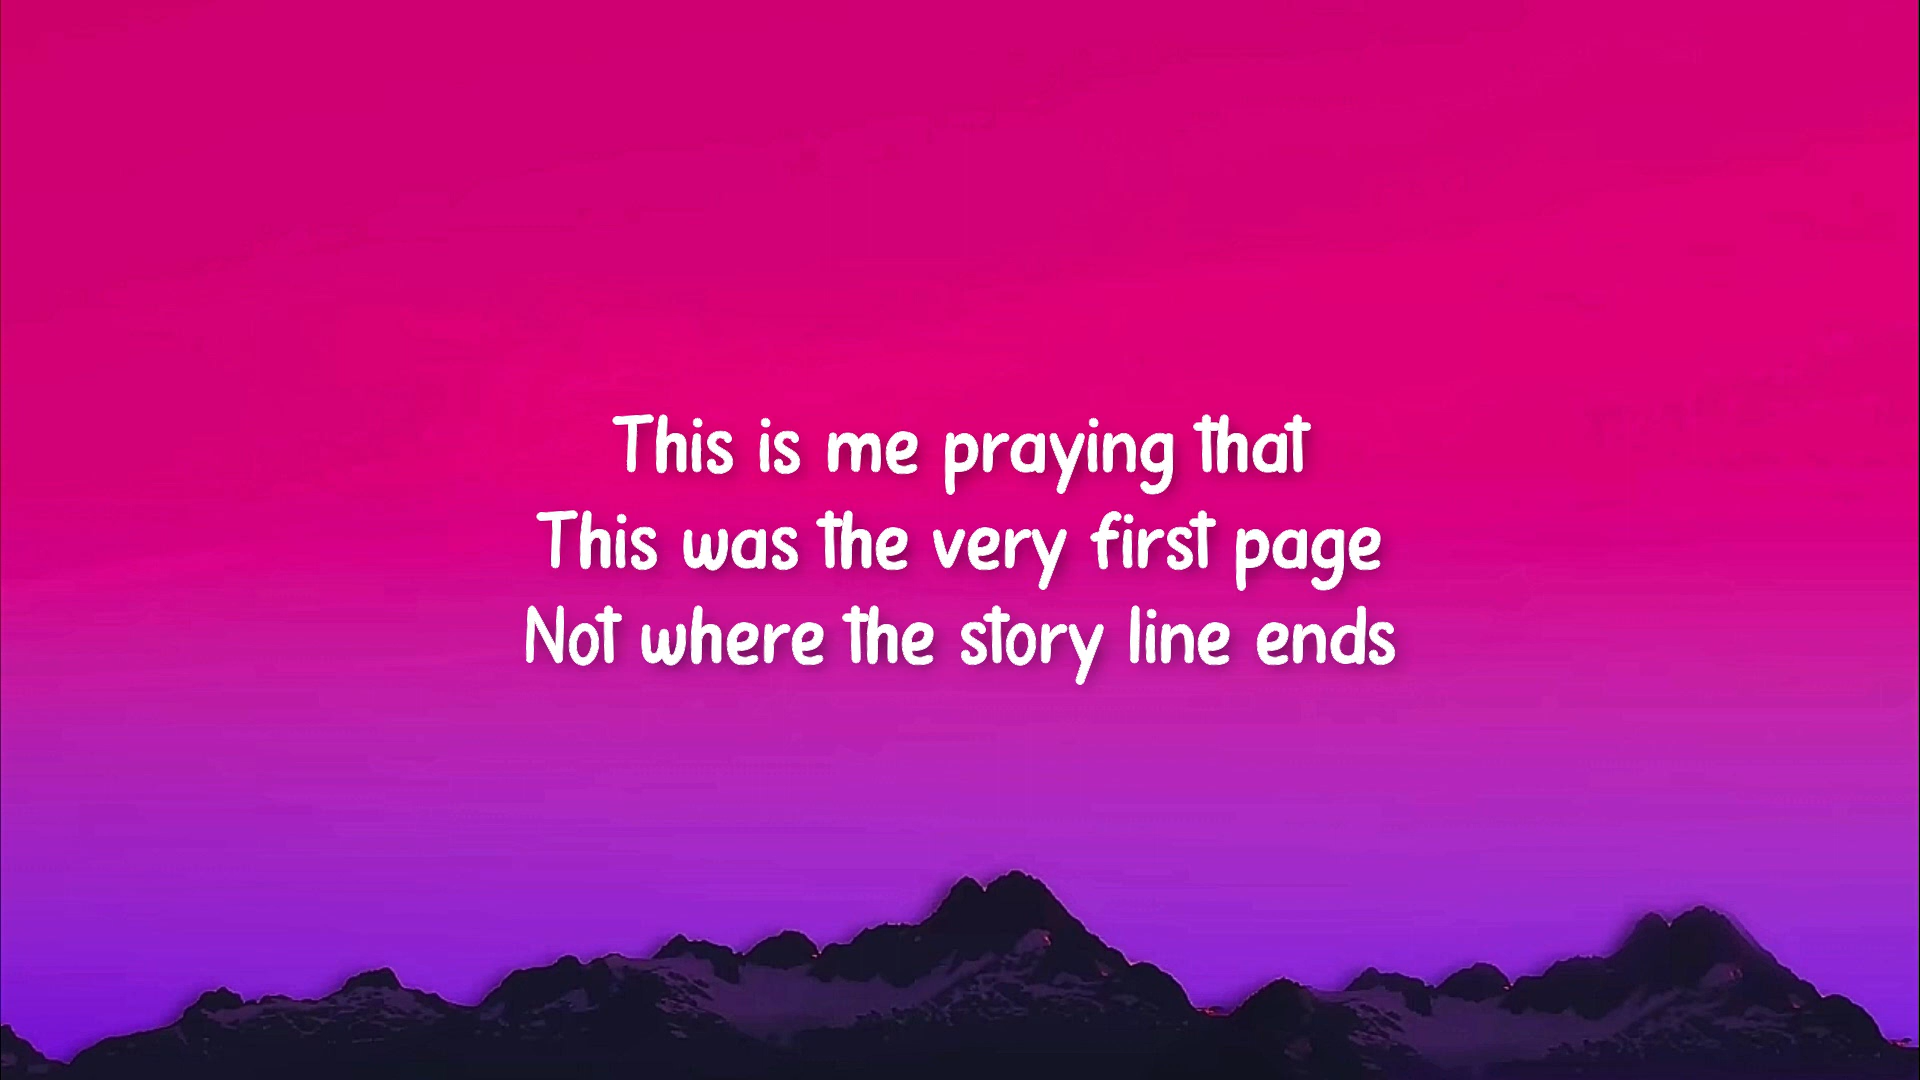 This is me praying that
This was the very first page
Not where the story line ends